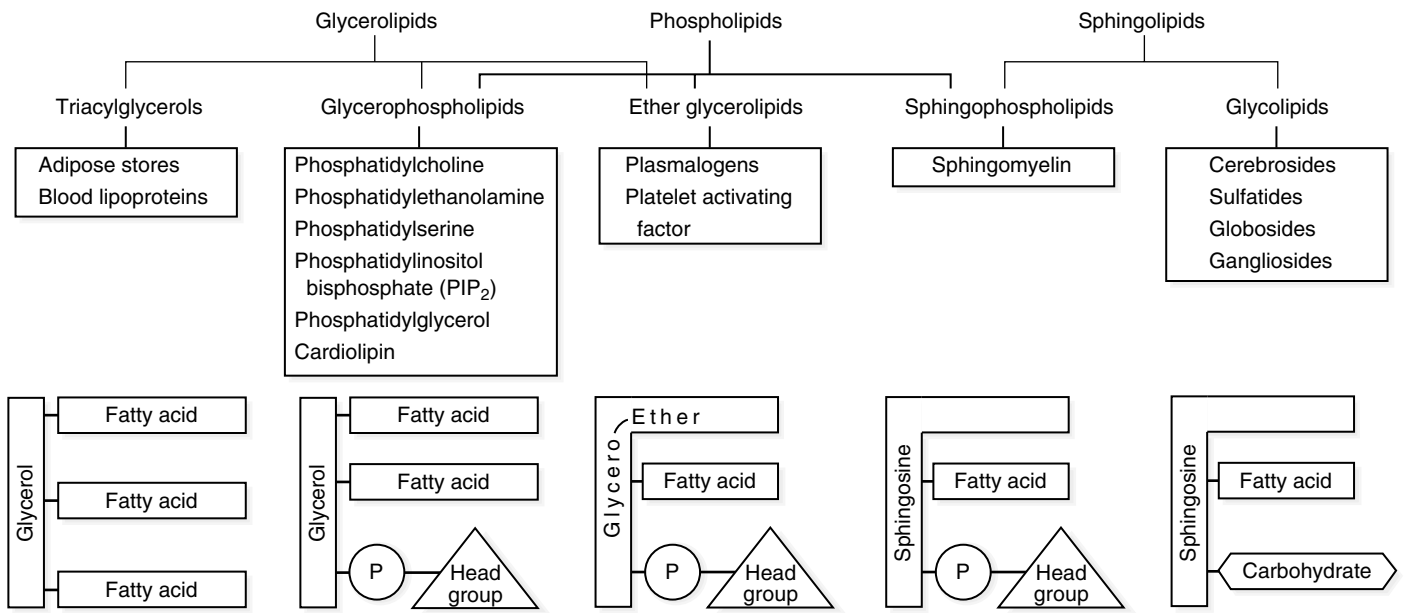 Glycerolipids
Phospholipids
Sphingolipids
Triacylglycerols
Glycerophospholipids
Ether glycerolipids
Sphingophospholipids
Glycolipids
Adipose stores
Blood lipoproteins
Phosphatidylcholine
Phosphatidylethanolamine
Phosphatidylserine
Phosphatidylinositol
bisphosphate (PIP2)
Phosphatidylglycerol
Cardiolipin
Plasmalogens
Platelet activating
factor
Sphingomyelin
Cerebrosides
Sulfatides
Globosides
Gangliosides
Glycerol
Fatty acid
Fatty acid
Fatty acid
Glycerol
Fatty acid
Fatty acid
P
Head
group
Glycero
Ether
Fatty acid
P
Head
group
Sphingosine
Fatty acid
P
Head
group
Sphingosine
Fatty acid
Carbohydrate